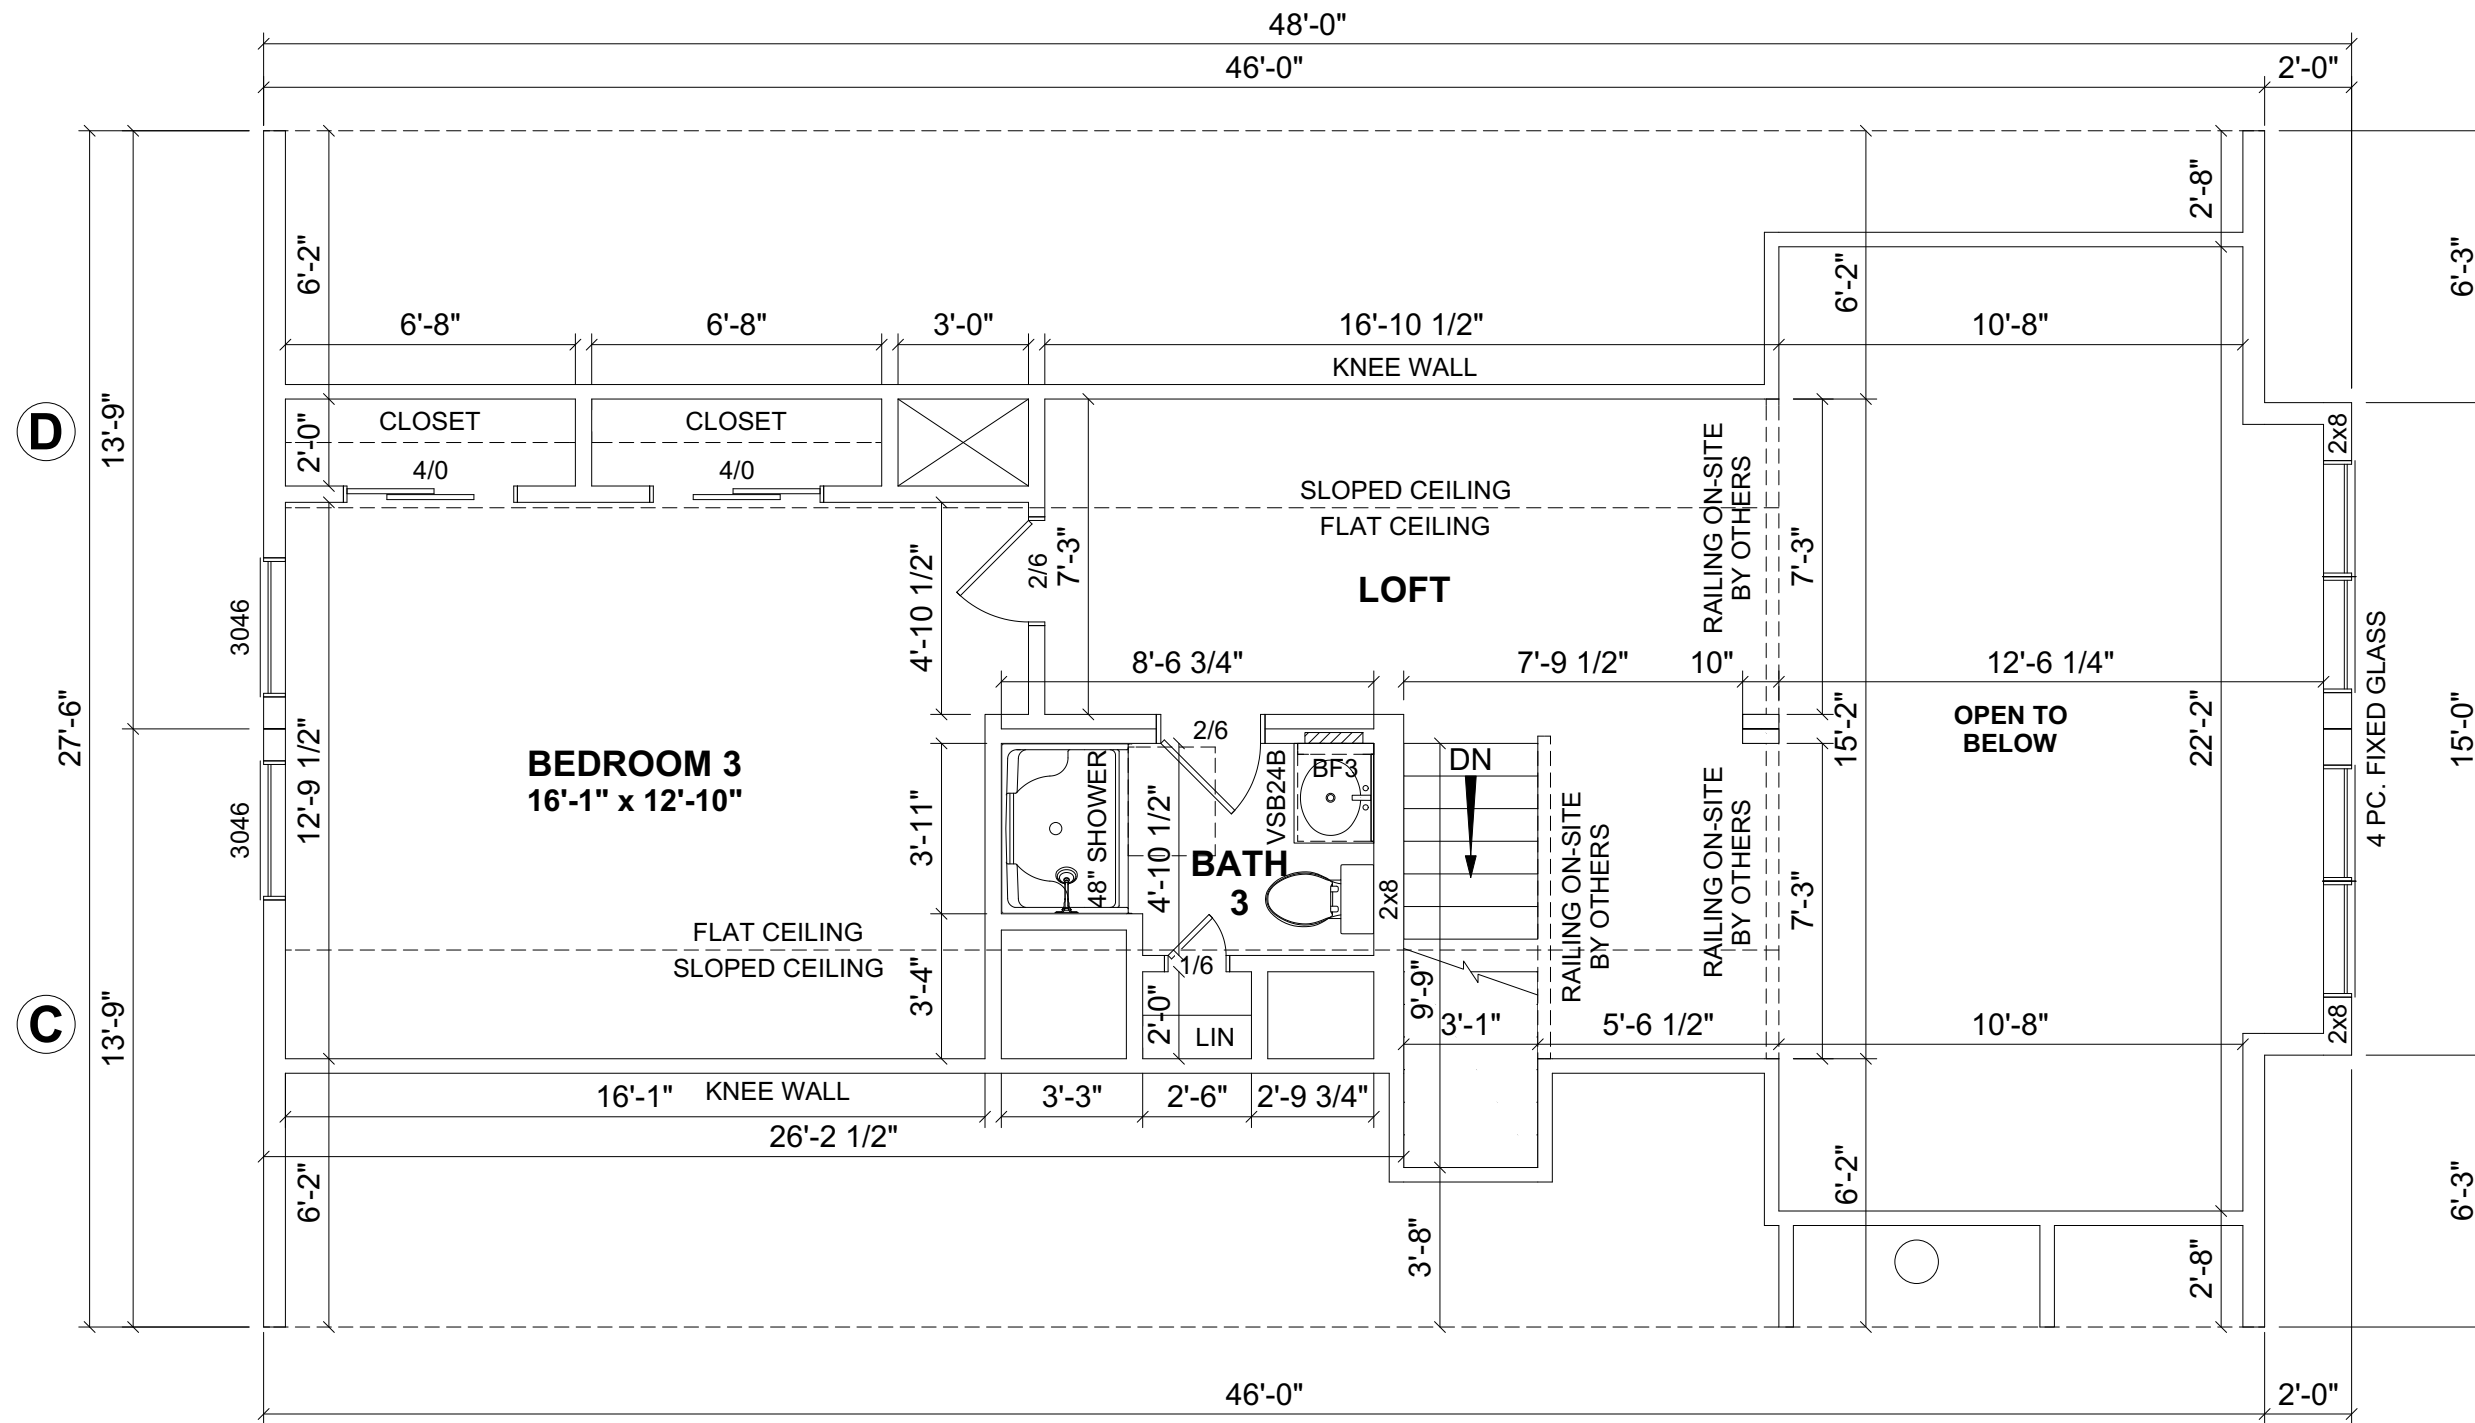 48'-0"
46'-0"
2'-0"
2'-8"
6'-2"
6'-2"
6'-3"
6'-8"
6'-8"
3'-0"
16'-10 1/2"
10'-8"
KNEE WALL
D
13'-9"
2'-0"
CLOSET
CLOSET
4/0
4/0
SLOPED CEILING
FLAT CEILING
RAILING ON-SITE
BY OTHERS
2x8
7'-3"
2/6
7'-3"
4'-10 1/2"
LOFT
3046
8'-6 3/4"
7'-9 1/2"
10"
12'-6 1/4"
4 PC. FIXED GLASS
27'-6"
12'-9 1/2"
BEDROOM 3
16'-1" x 12'-10"
2/6
BF3
VSB24B
DN
15'-2"
OPEN TO
BELOW
22'-2"
15'-0"
3046
3'-11"
48" SHOWER
4'-10 1/2"
BATH
3
2x8
RAILING ON-SITE
BY OTHERS
RAILING ON-SITE
BY OTHERS
7'-3"
FLAT CEILING
SLOPED CEILING
1/6
C
13'-9"
3'-4"
2'-0"
LIN
9'-9"
3'-1"
5'-6 1/2"
10'-8"
2x8
16'-1"
KNEE WALL
3'-3"
2'-6"
2'-9 3/4"
26'-2 1/2"
6'-2"
6'-2"
6'-3"
3'-8"
2'-8"
46'-0"
2'-0"